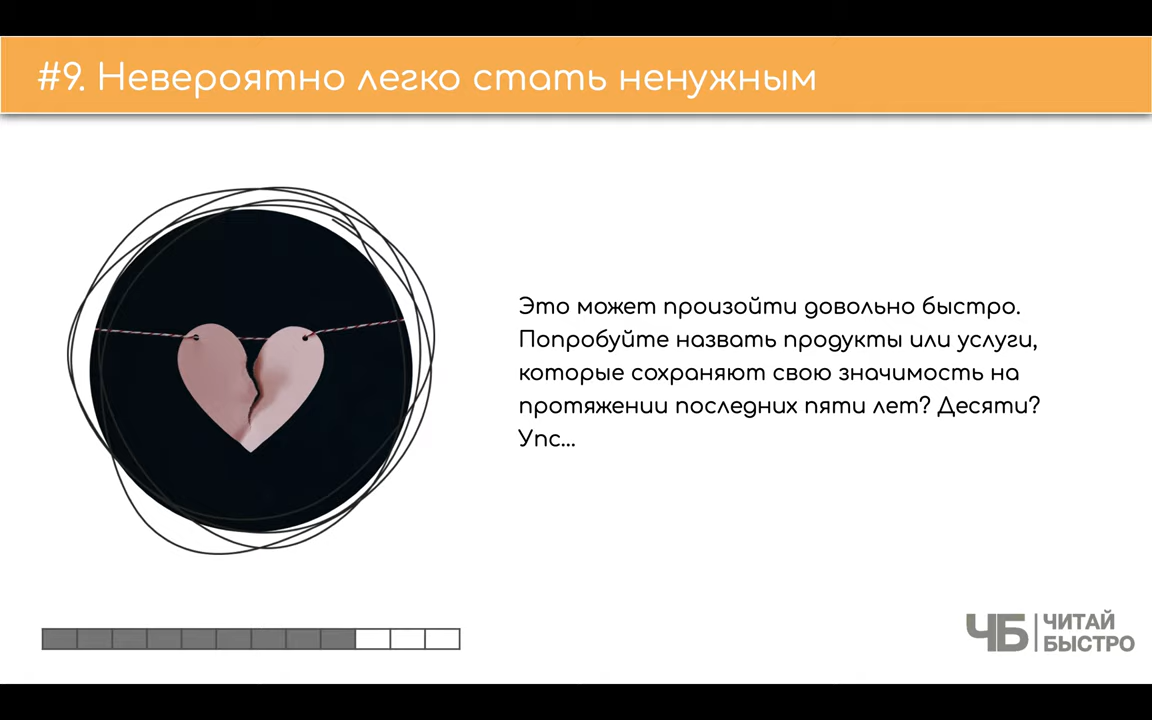 #9. Невероятно легко стать ненужным
Это может произойти довольно быстро.
Попробуйте назвать продукты или услуги,
которые сохраняют свою значимость на
протяжении последних пяти лет? Десяти?
Упс...
ЧБ
ЧИТАЙ
БЫСТРО